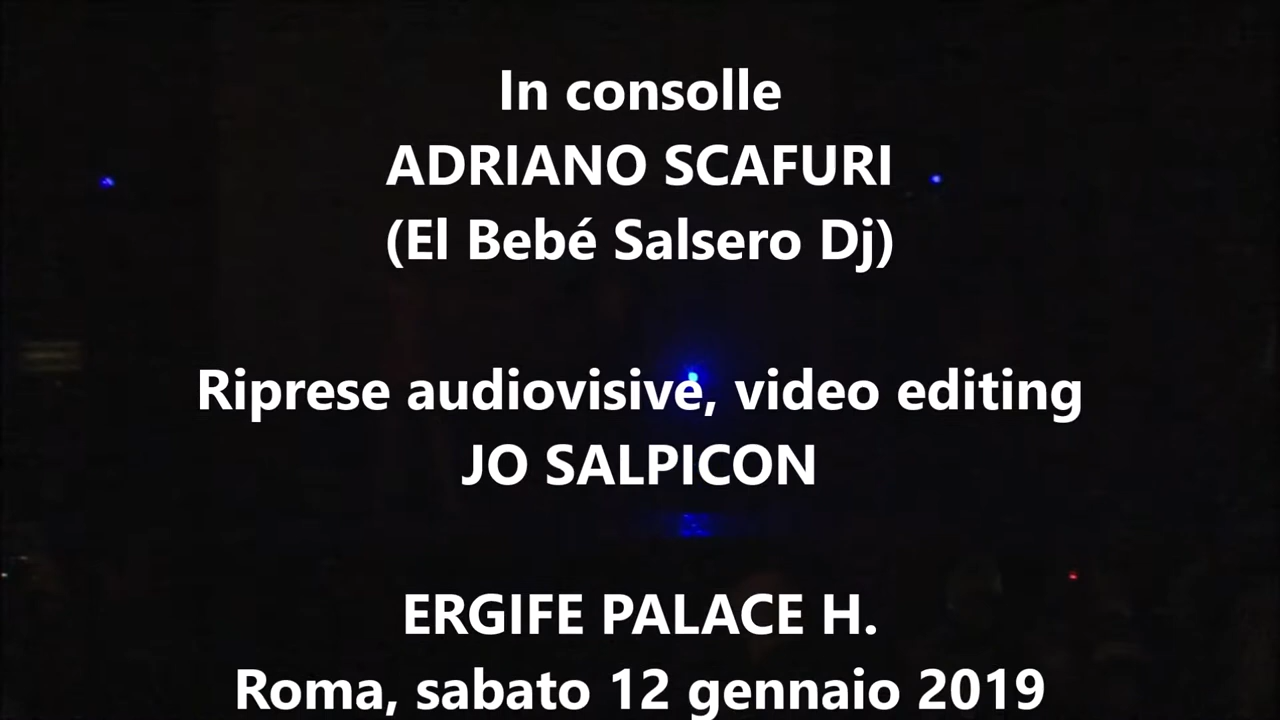 In consolle
ADRIANO SCAFURI
(El Bebé Salsero Dj)
Riprese audiovisive, video editing
JO SALPICON
ERGIFE PALACE H.
Roma, sabato 12 gennaio 2019